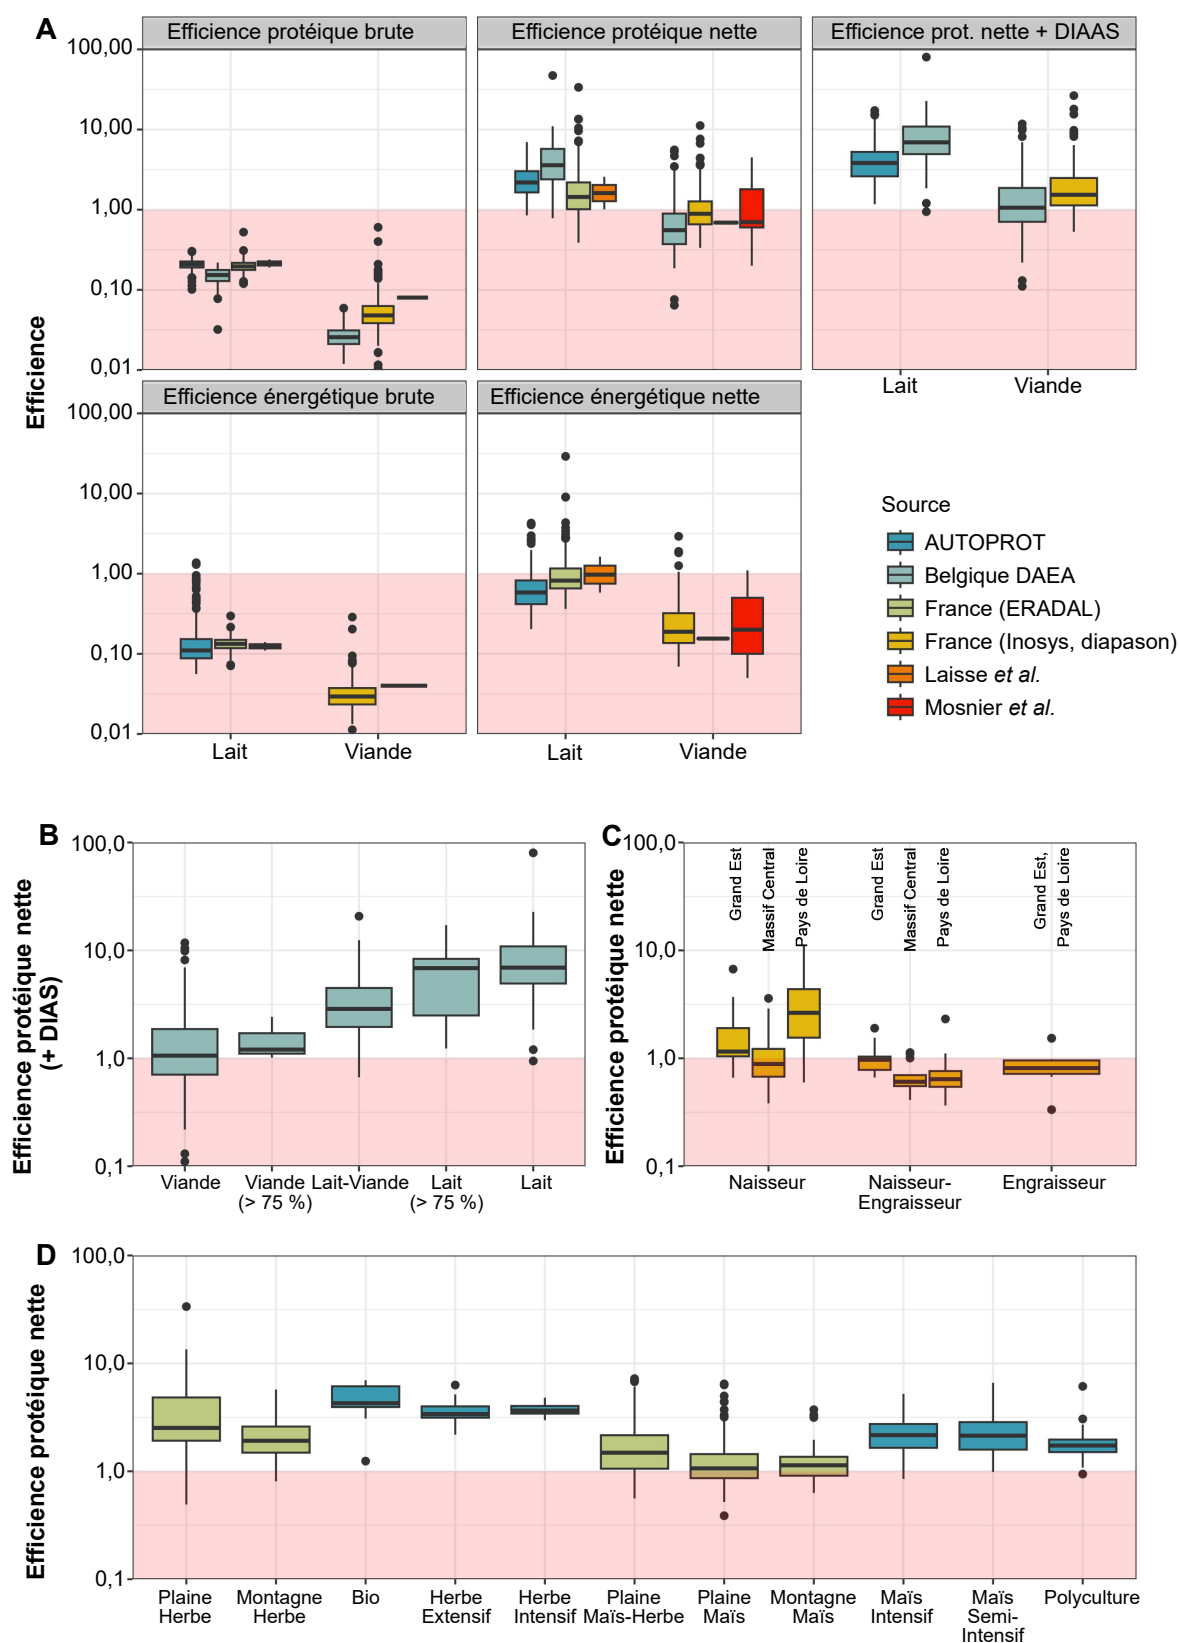 A
Efficience protéique brute
Efficience protéique nette
Efficience prot. nette + DIAAS
100,00
10,00
1,00
0,10
0,01
Lait
Viande
Efficience
Efficience énergétique brute
Efficience énergétique nette
100,00
10,00
1,00
0,10
0,01
Lait
Viande
Lait
Viande
Source
AUTOPROT
Belgique DAEA
France (ERADAL)
France (Inosys, diapason)
Laisse et al.
Mosnier et al.
B
Efficience protéique nette
(+ DIAS)
100,0
10,0
1,0
0,1
Viande
Viande
(> 75 %)
Lait-Viande
Lait
(> 75 %)
Lait
C
Efficience protéique nette
100,0
10,0
1,0
0,1
Grand Est
Massif Central
Pays de Loire
Grand Est
Massif Central
Pays de Loire
Grand Est,
Pays de Loire
Naisseur
Naisseur-
Engraisseur
Engraisseur
D
Efficience protéique nette
100,0
10,0
1,0
0,1
Plaine
Herbe
Montagne
Herbe
Bio
Herbe
Extensif
Herbe
Intensif
Plaine
Maïs-Herbe
Plaine
Maïs
Montagne
Maïs
Maïs
Intensif
Maïs
Semi-
Intensif
Polyculture